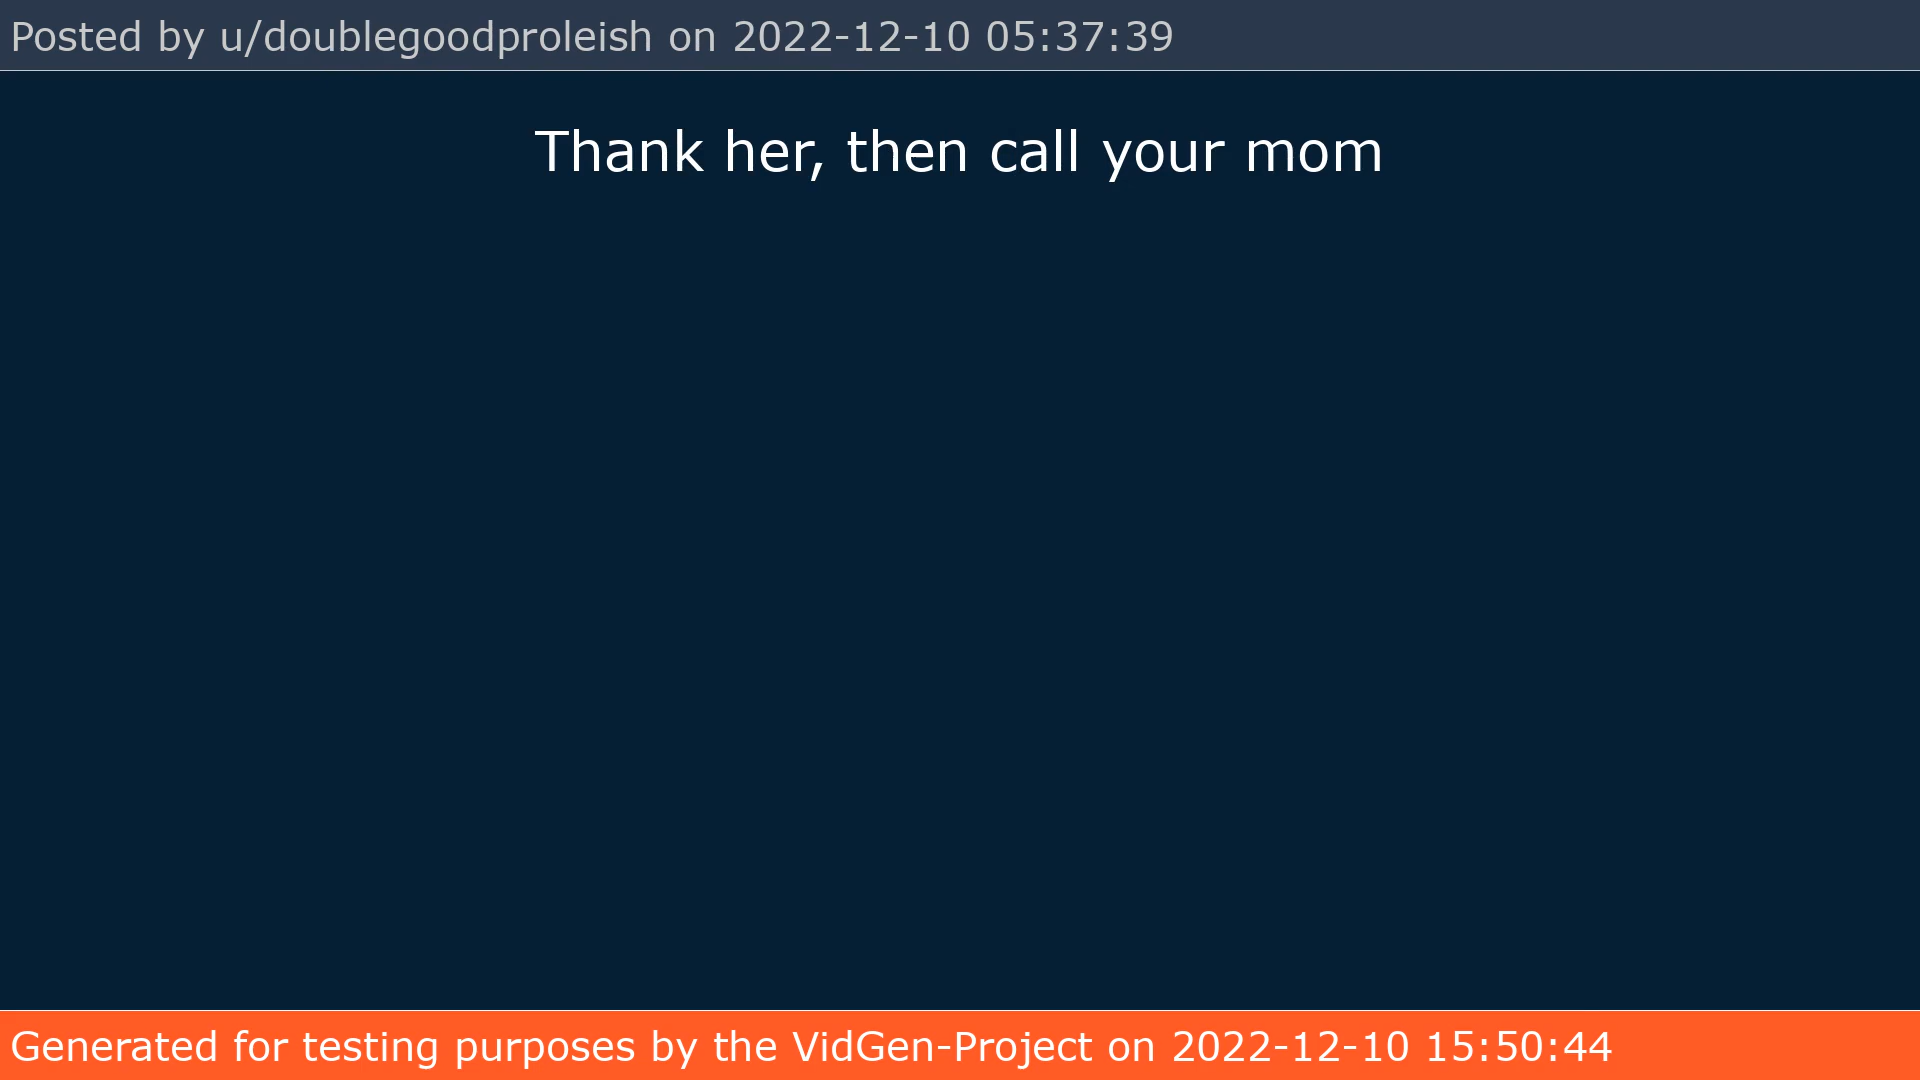 Posted by u/doublegoodproleish on 2022-12-10 05:37:39
Thank her, then call your mom
Generated for testing purposes by the VidGen-Project on 2022-12-10 15:50:44